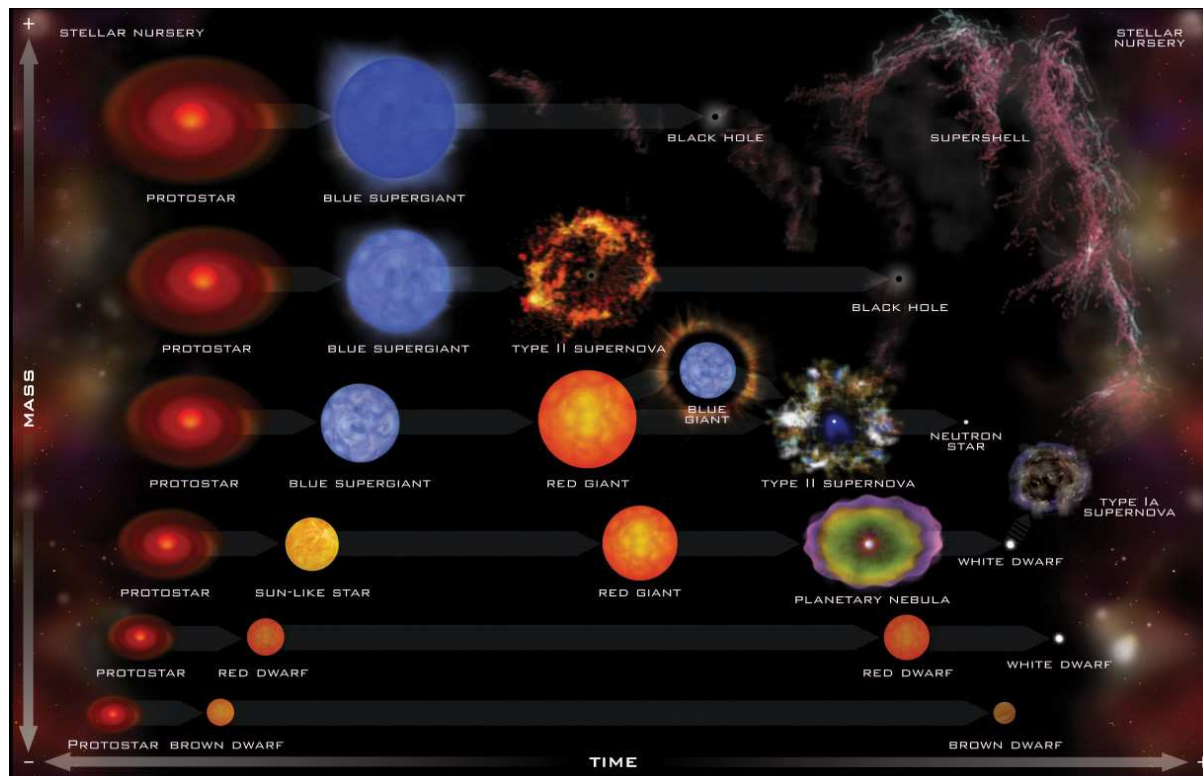 +
STELLAR NURSERY
STELLAR
NURSERY
BLACK HOLE
SUPERSHELL
PROTOSTAR
BLUE SUPERGIANT
BLACK HOLE
PROTOSTAR
BLUE SUPERGIANT
TYPE II SUPERNOVA
MASS
BLUE
GIANT
NEUTRON
STAR
PROTOSTAR
BLUE SUPERGIANT
RED GIANT
TYPE II SUPERNOVA
TYPE IA
SUPERNOVA
WHITE DWARF
PROTOSTAR
SUN-LIKE STAR
RED GIANT
PLANETARY NEBULA
PROTOSTAR
RED DWARF
RED DWARF
WHITE DWARF
PROTOSTAR
BROWN DWARF
BROWN DWARF
-
TIME